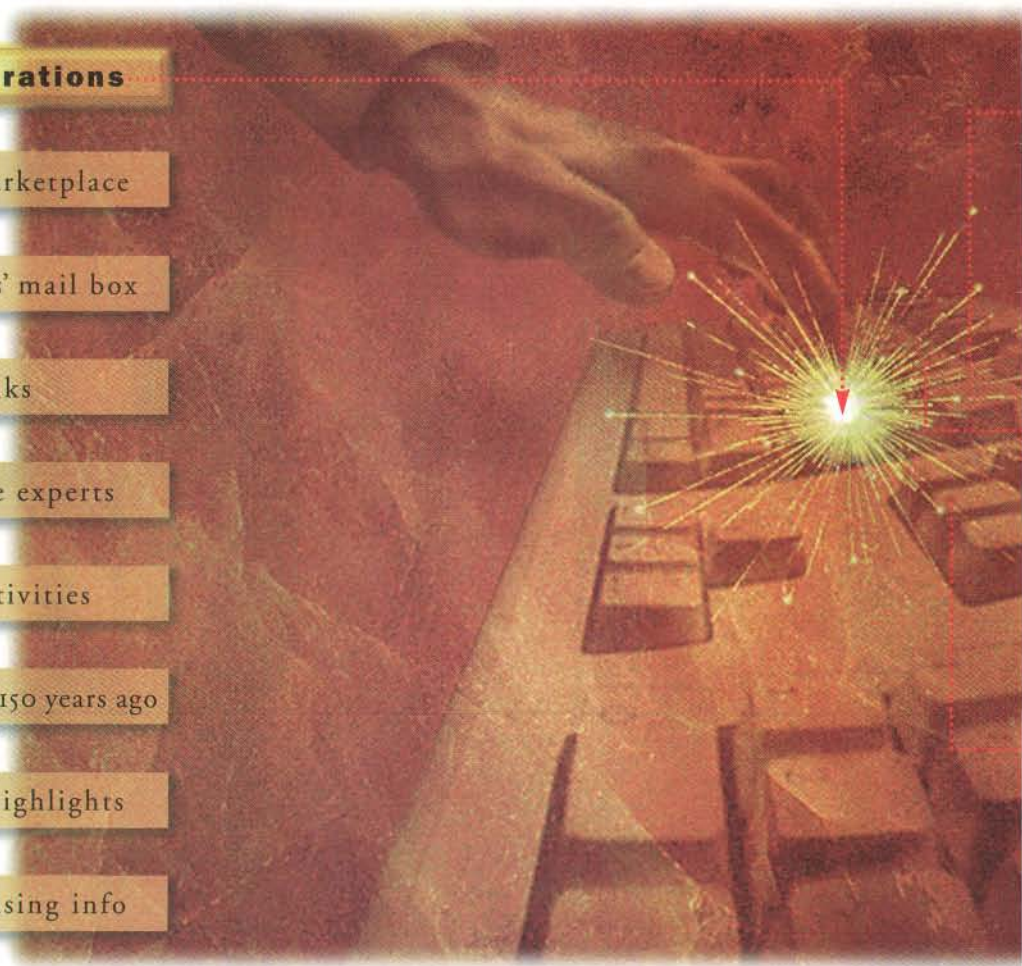 rations
rketplace
s' mail box
ks
e experts
tivities
150 years ago
ighlights
sing info